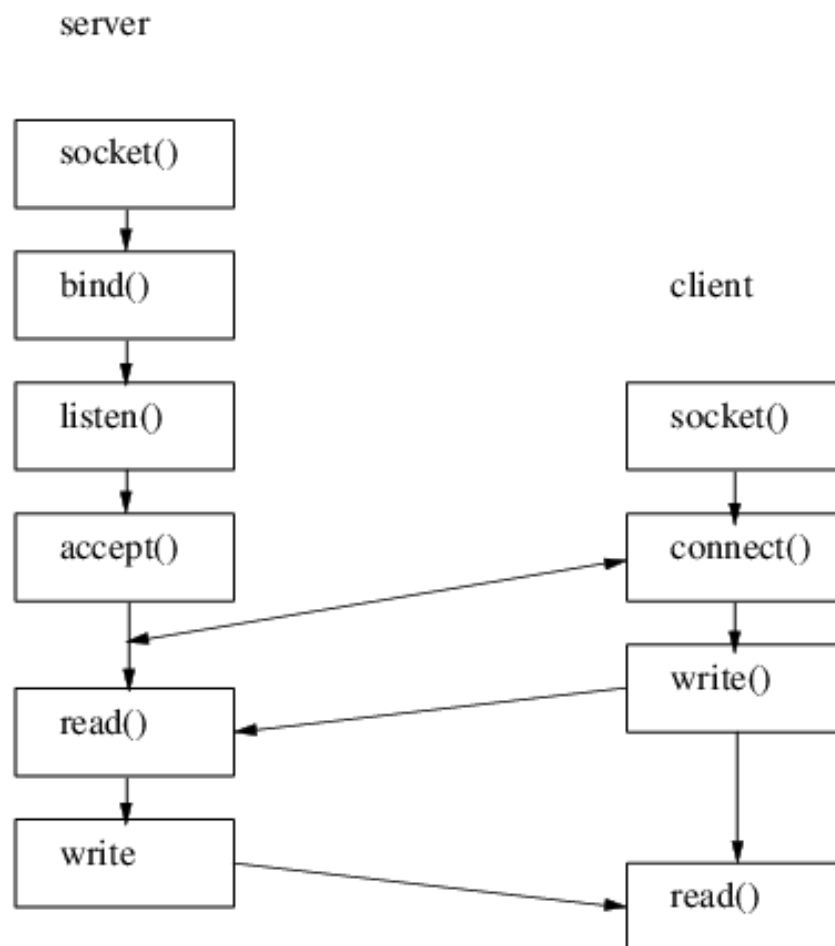 server
socket()
bind()
listen()
accept()
read()
write
client
socket()
connect()
write()
read()